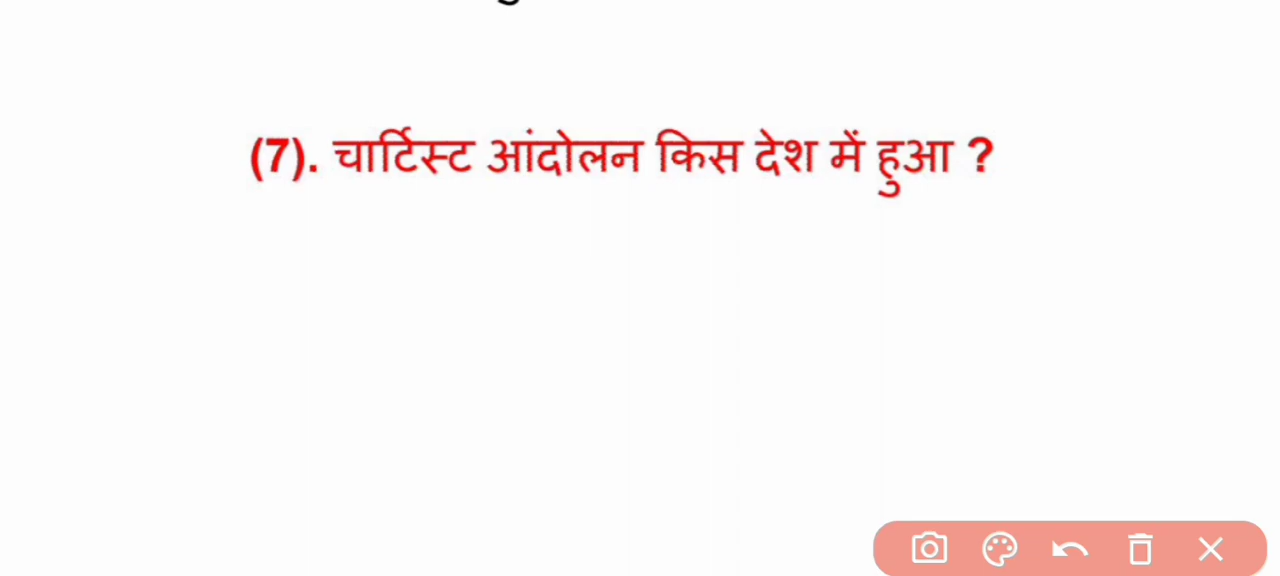 (7). चार्टिस्ट आंदोलन किस देश में हुआ ?